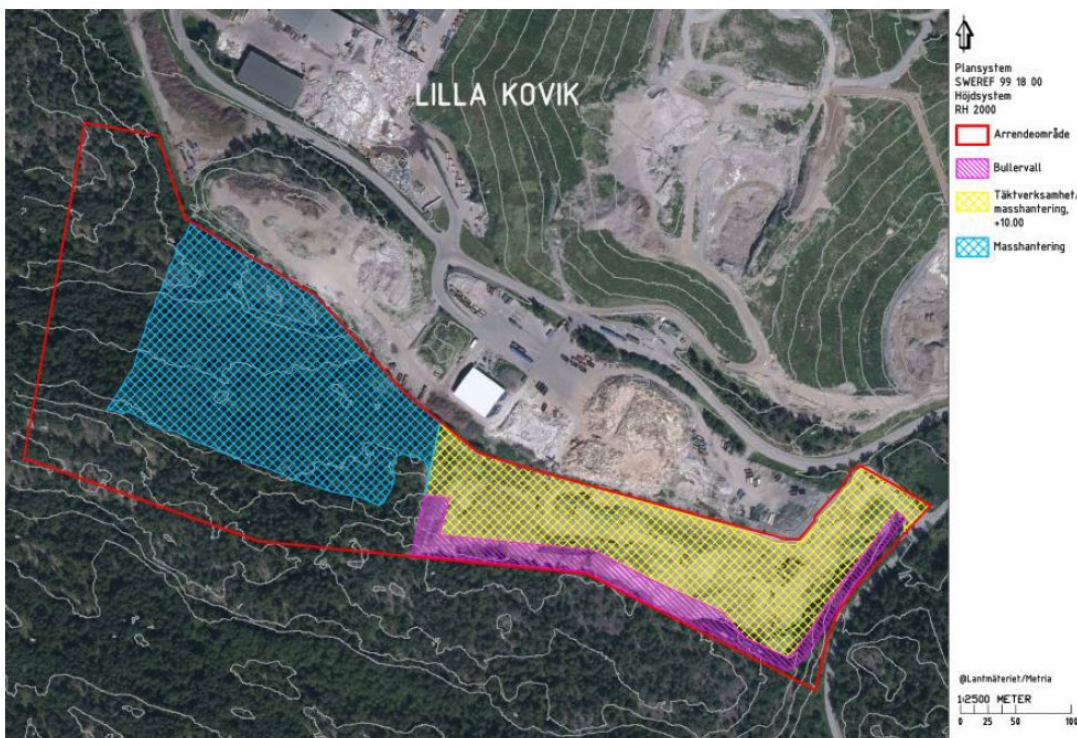 LILLA KOVIK
Plansystem
SWEREF 99 18 00
Höjdsystem
RH 2000
Arrendeområde
Bullervall
Täktverksamhet/
masshantering,
+10.00
Masshantering
@Lantmäteriet/Metria
1:2500 METER
0 25 50 100